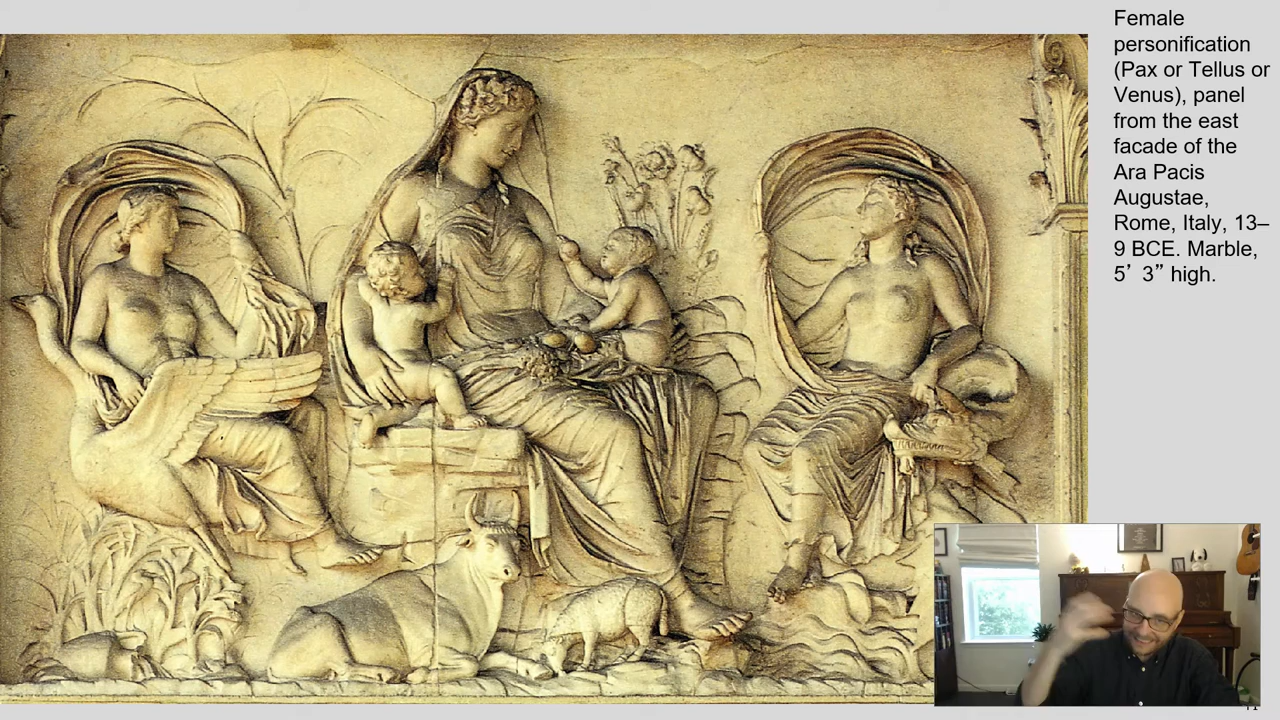 Female
personification
(Pax or Tellus or
Venus), panel
from the east
facade of the
Ara Pacis
Augustae,
Rome, Italy, 13–
9 BCE. Marble,
5’ 3” high.